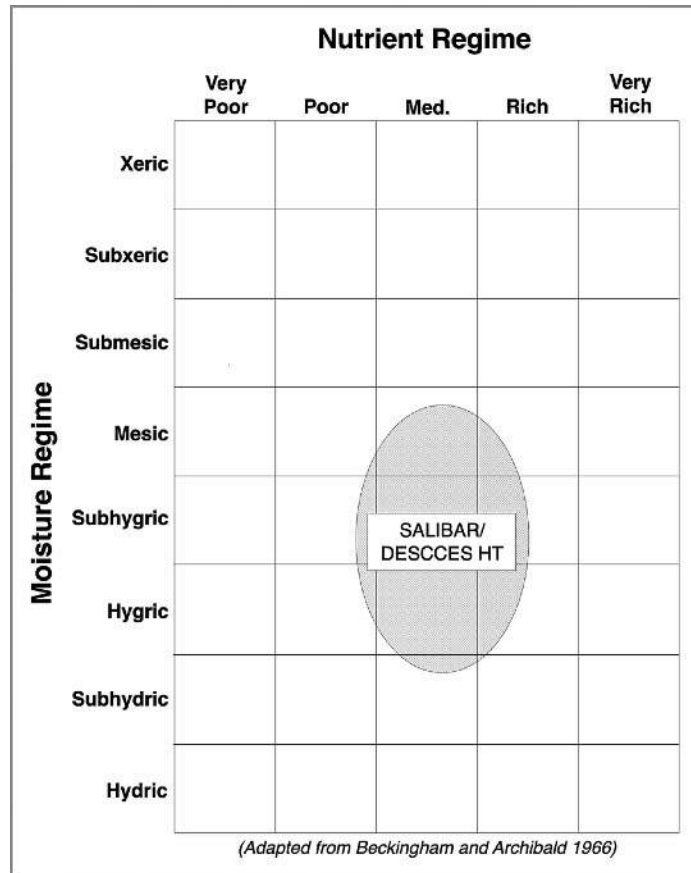 Nutrient Regime
Very Poor Poor Med. Rich Very Rich
Xeric
Subxeric
Submesic
Mesic
Subhygric
Hygric
Subhydric
Hydric
Moisture Regime
SALIBAR/
DESCCES HT
(Adapted from Beckingham and Archibald 1966)